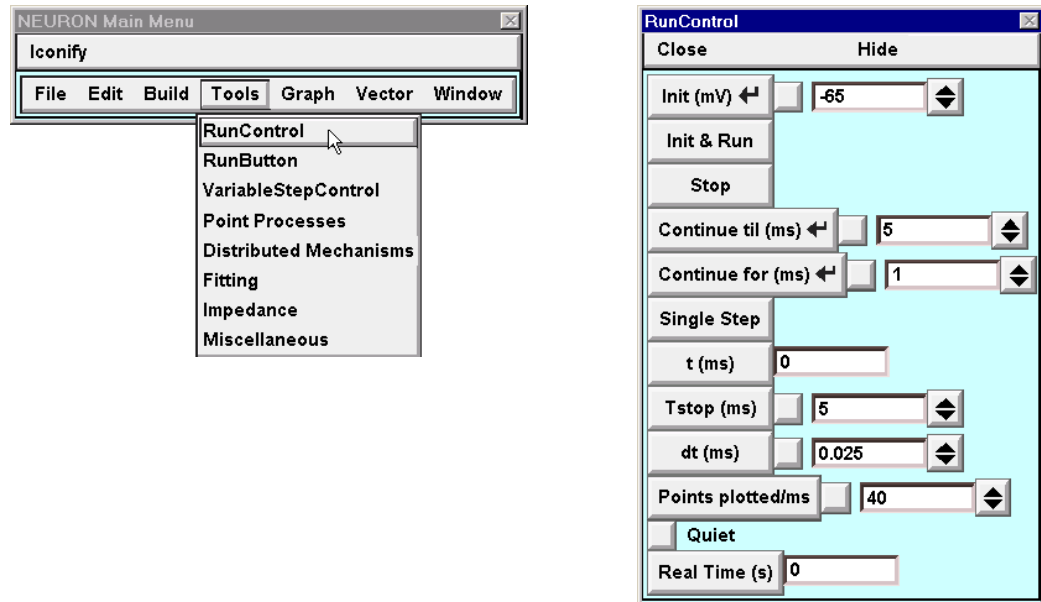 NEURON Main Menu
Iconify
File Edit Build Tools Graph Vector Window
RunControl
RunButton
VariableStepControl
Point Processes
Distributed Mechanisms
Fitting
Impedance
Miscellaneous
RunControl
Close Hide
Init (mV) -65
Init & Run
Stop
Continue til (ms) 5
Continue for (ms) 1
Single Step
t (ms) 0
Tstop (ms) 5
dt (ms) 0.025
Points plotted/ms 40
Quiet
Real Time (s) 0